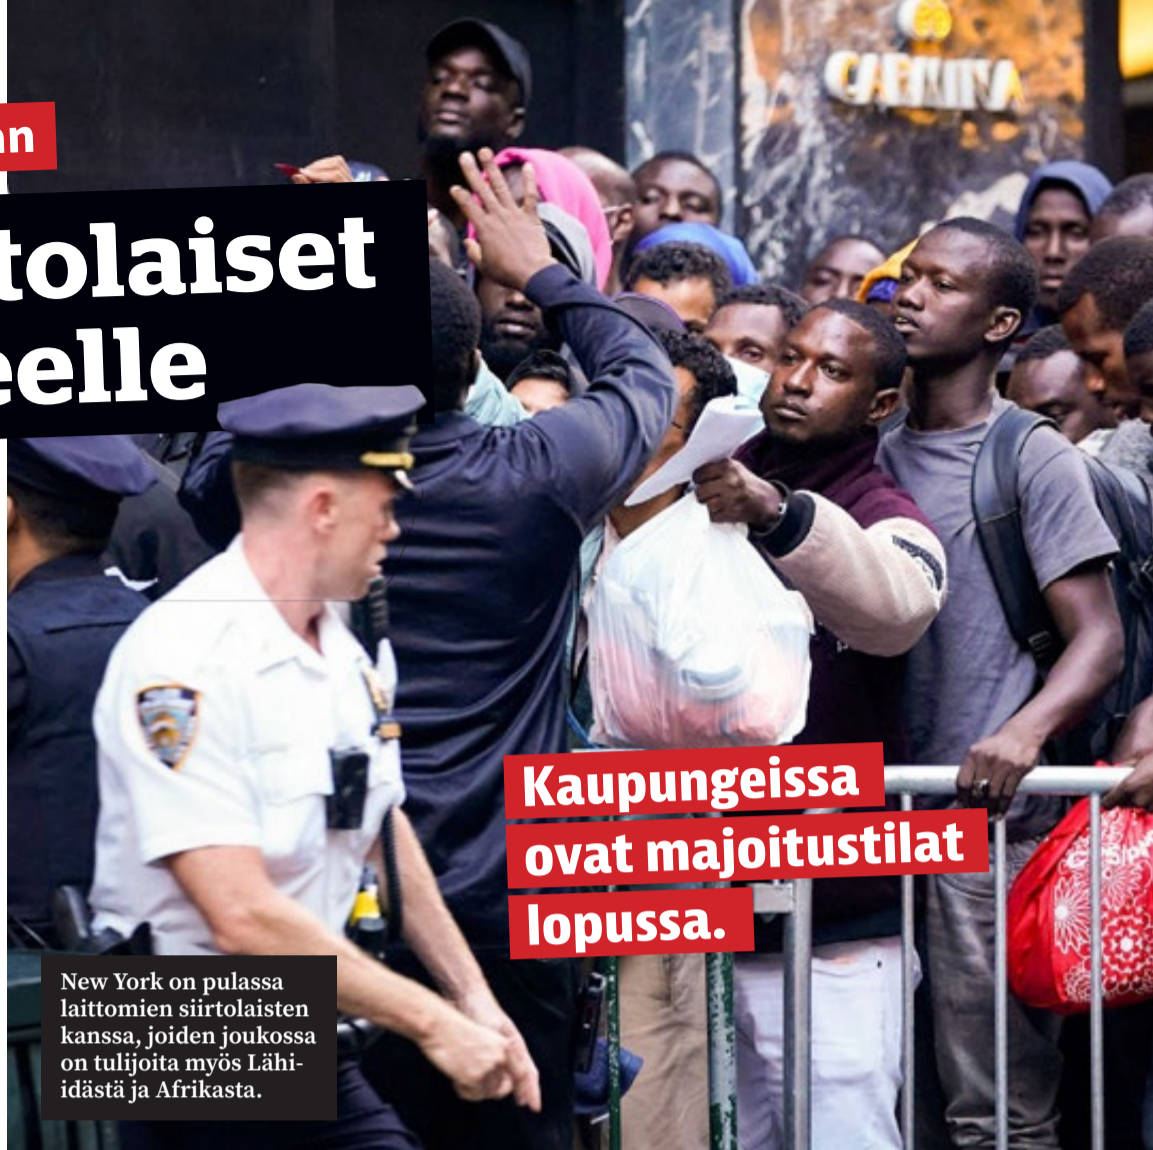 an
tolaiset
eelle
Kaupungeissa
ovat majoitustilat
lopussa.
New York on pulassa
laittomien siirtolaisten
kanssa, joiden joukossa
on tulijoita myös Lähi-
idästä ja Afrikasta.